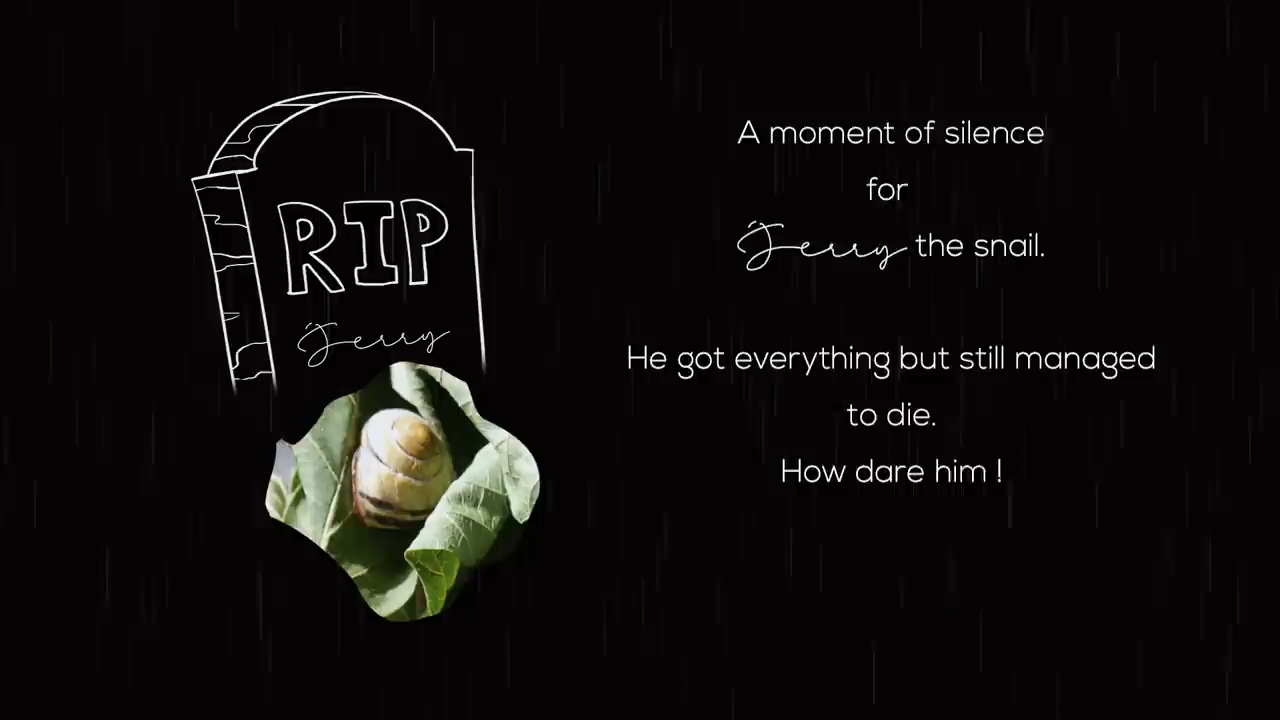 RIP
Jerry
A moment of silence
for
Jerry the snail.
He got everything but still managed
to die.
How dare him !